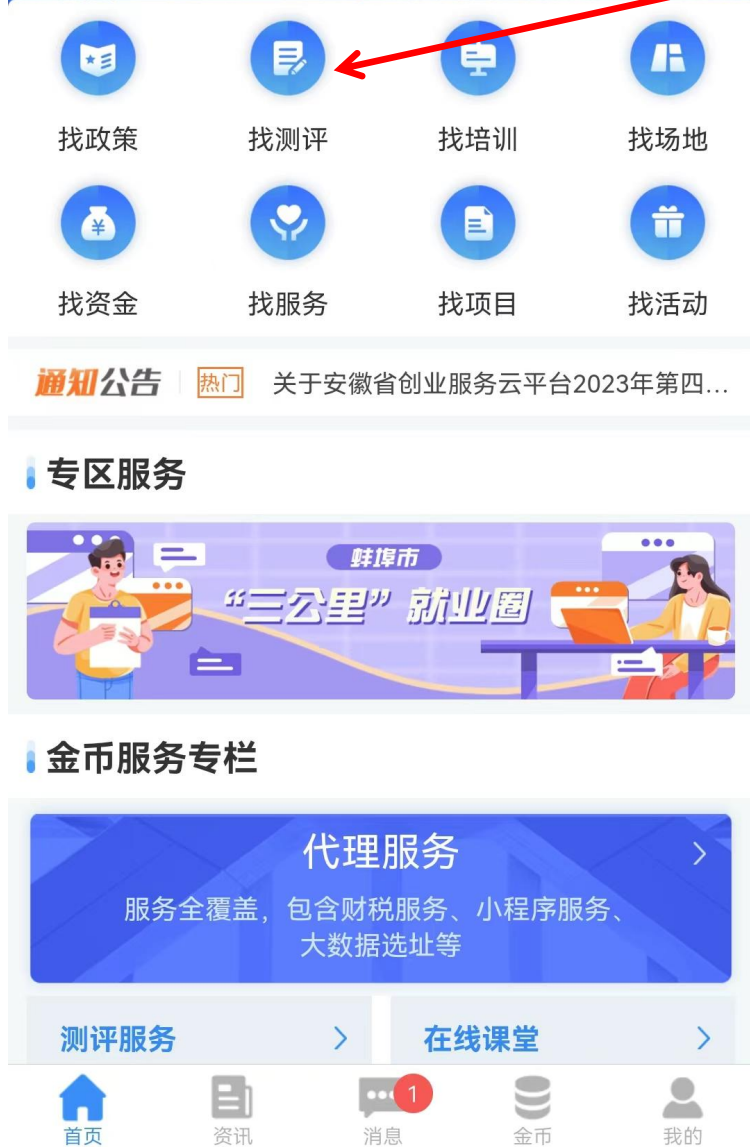 找政策 找测评 找培训 找场地
找资金 找服务 找项目 找活动
通知公告 热门 关于安徽省创业服务云平台2023年第四...
专区服务
蚌埠市
“三公里”就业圈
金币服务专栏
代理服务
服务全覆盖，包含财税服务、小程序服务、
大数据选址等
测评服务 在线课堂
1
首页 资讯 消息 金币 我的